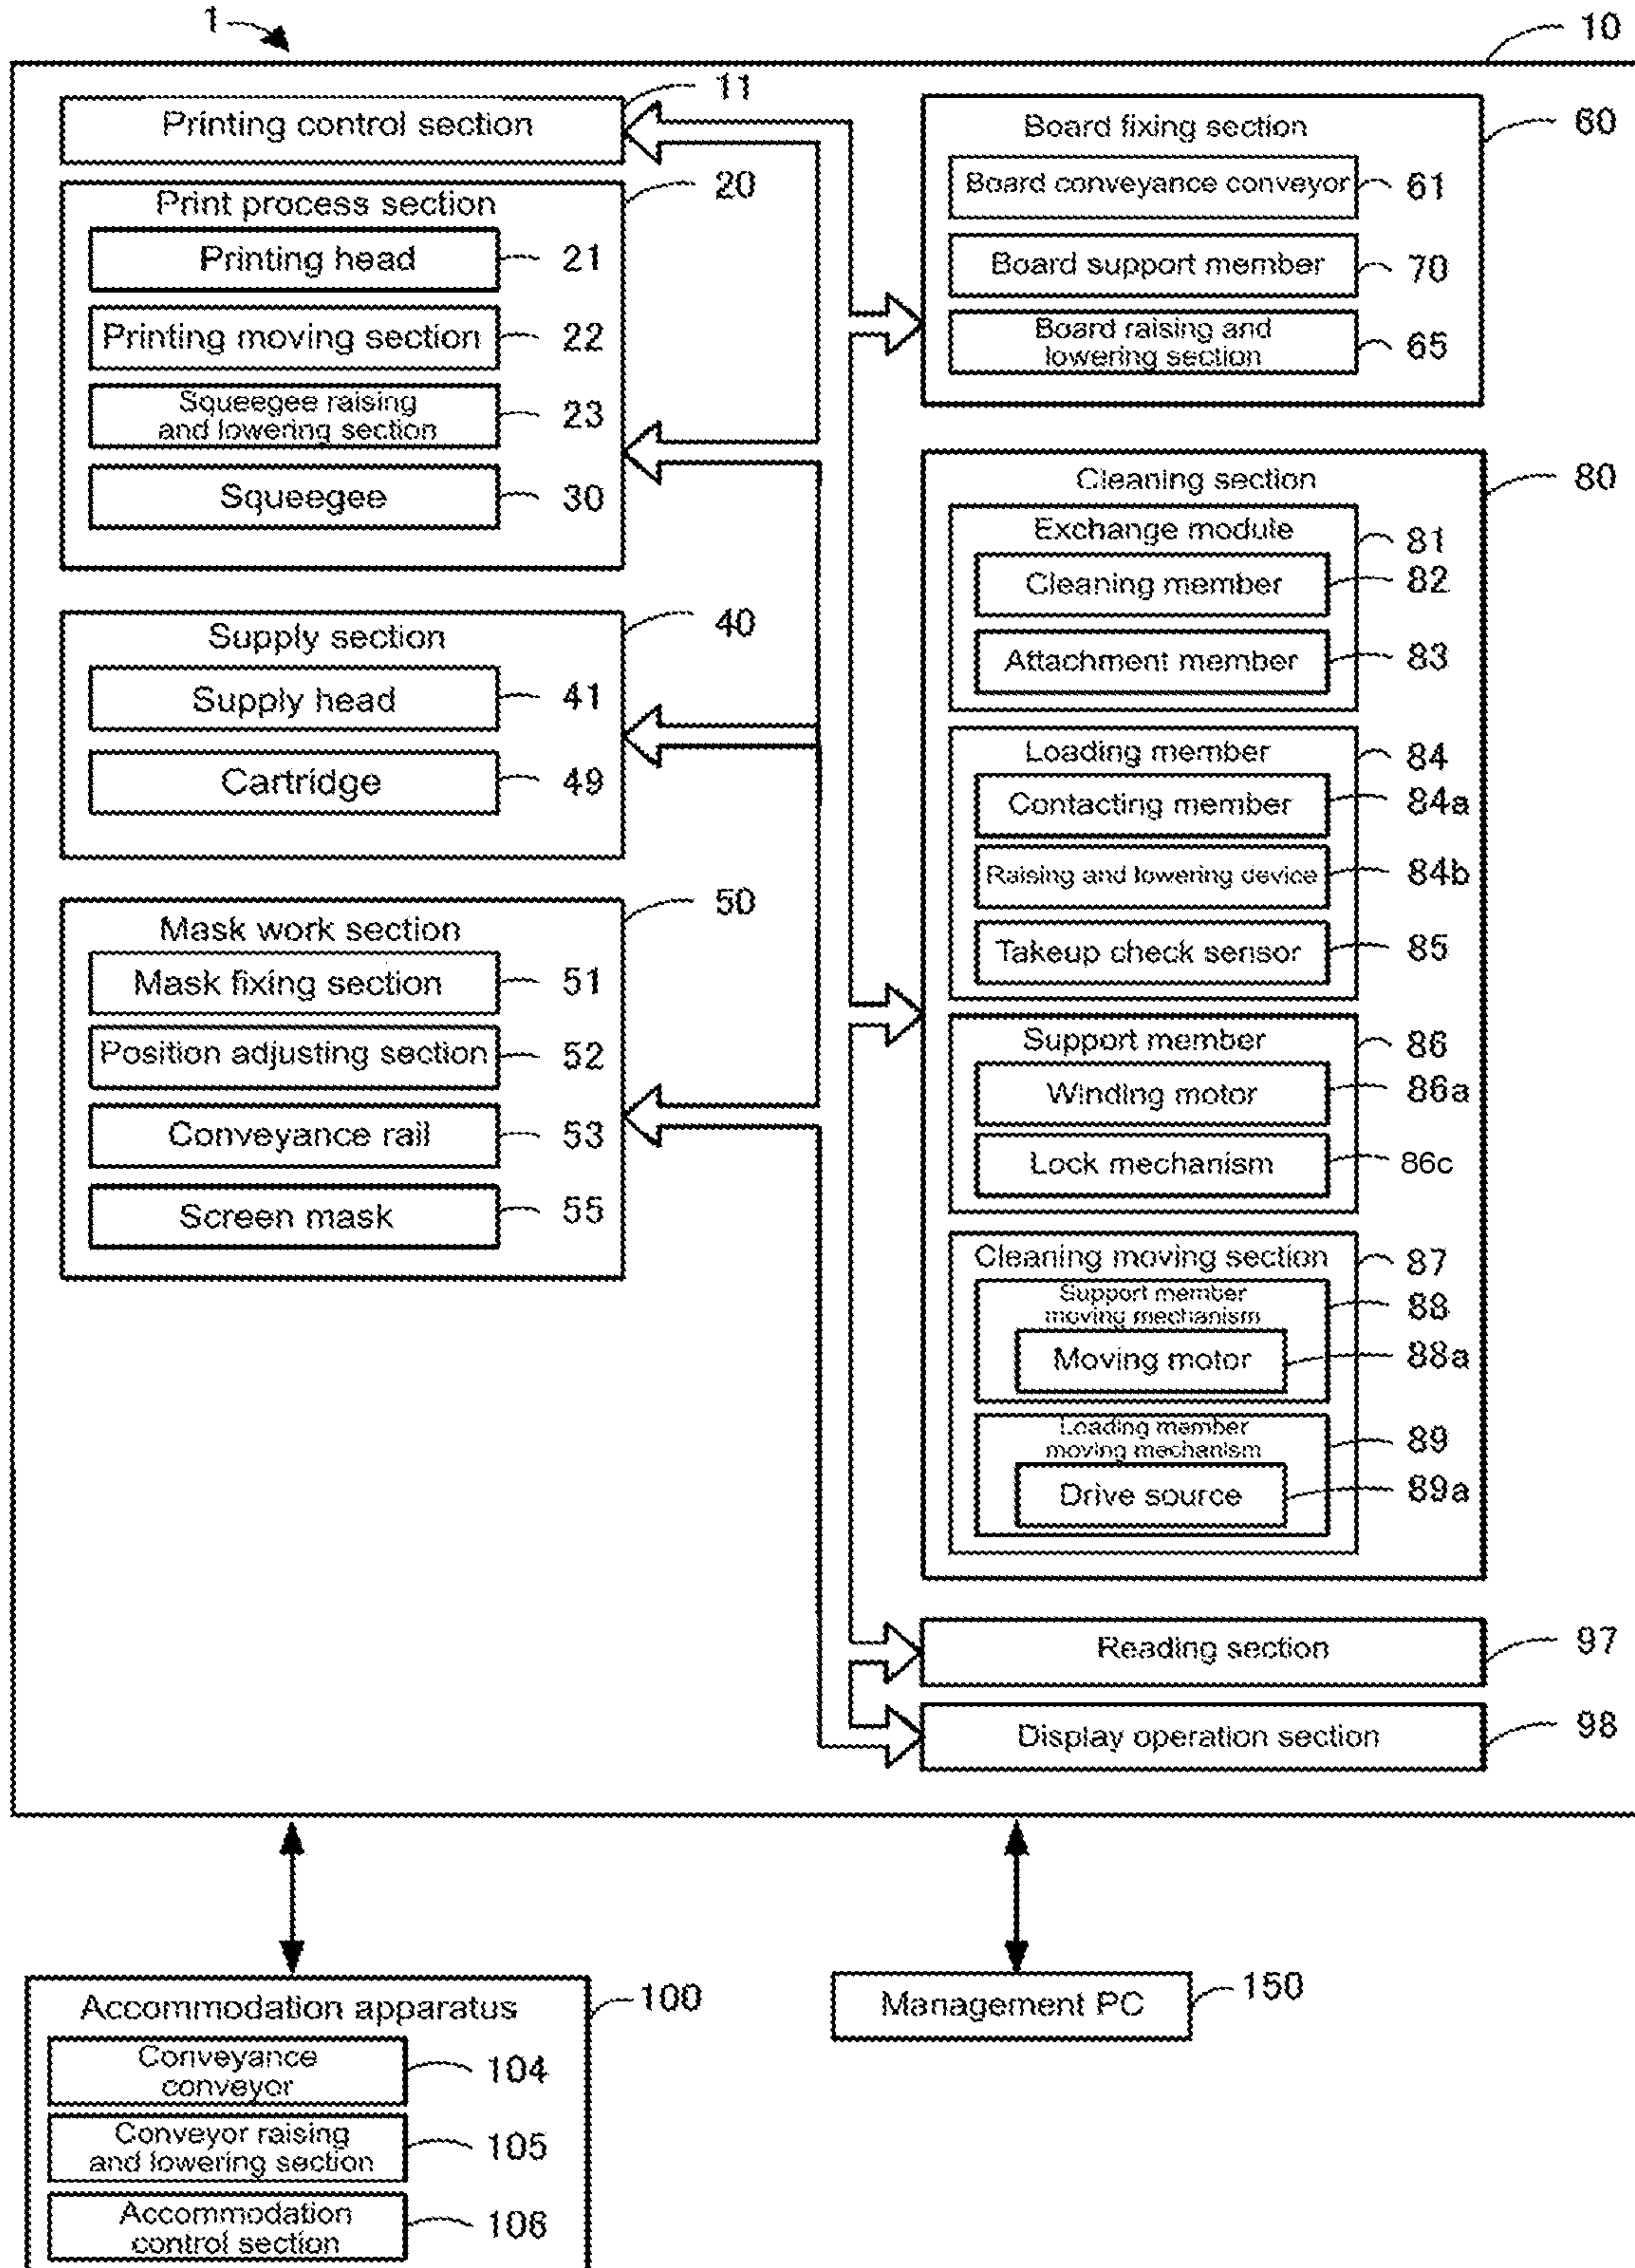 1
10
Printing control section
11
Print process section
20
Printing head
21
Printing moving section
22
Squeegee raising
and lowering section
23
Squeegee
30
Supply section
40
Supply head
41
Cartridge
49
Mask work section
50
Mask fixing section
51
Position adjusting section
52
Conveyance rail
53
Screen mask
55
Board fixing section
60
Board conveyance conveyor
61
Board support member
70
Board raising and
lowering section
65
Cleaning section
80
Exchange module
81
Cleaning member
82
Attachment member
83
Loading member
84
Contacting member
84a
Raising and lowering device
84b
Takeup check sensor
85
Support member
86
Winding motor
86a
Lock mechanism
86c
Cleaning moving section
87
Support member
moving mechanism
88
Moving motor
88a
Loading member
moving mechanism
89
Drive source
89a
Reading section
97
Display operation section
98
Accommodation apparatus
100
Conveyance
conveyor
104
Conveyor raising
and lowering section
105
Accommodation
control section
106
Management PC
150